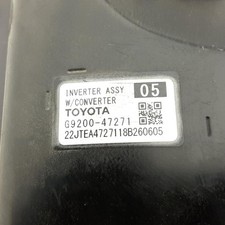 INVERTER ASSY 05
W/CONVERTER
TOYOTA
G9200-47271
22JTEA4727118B260605